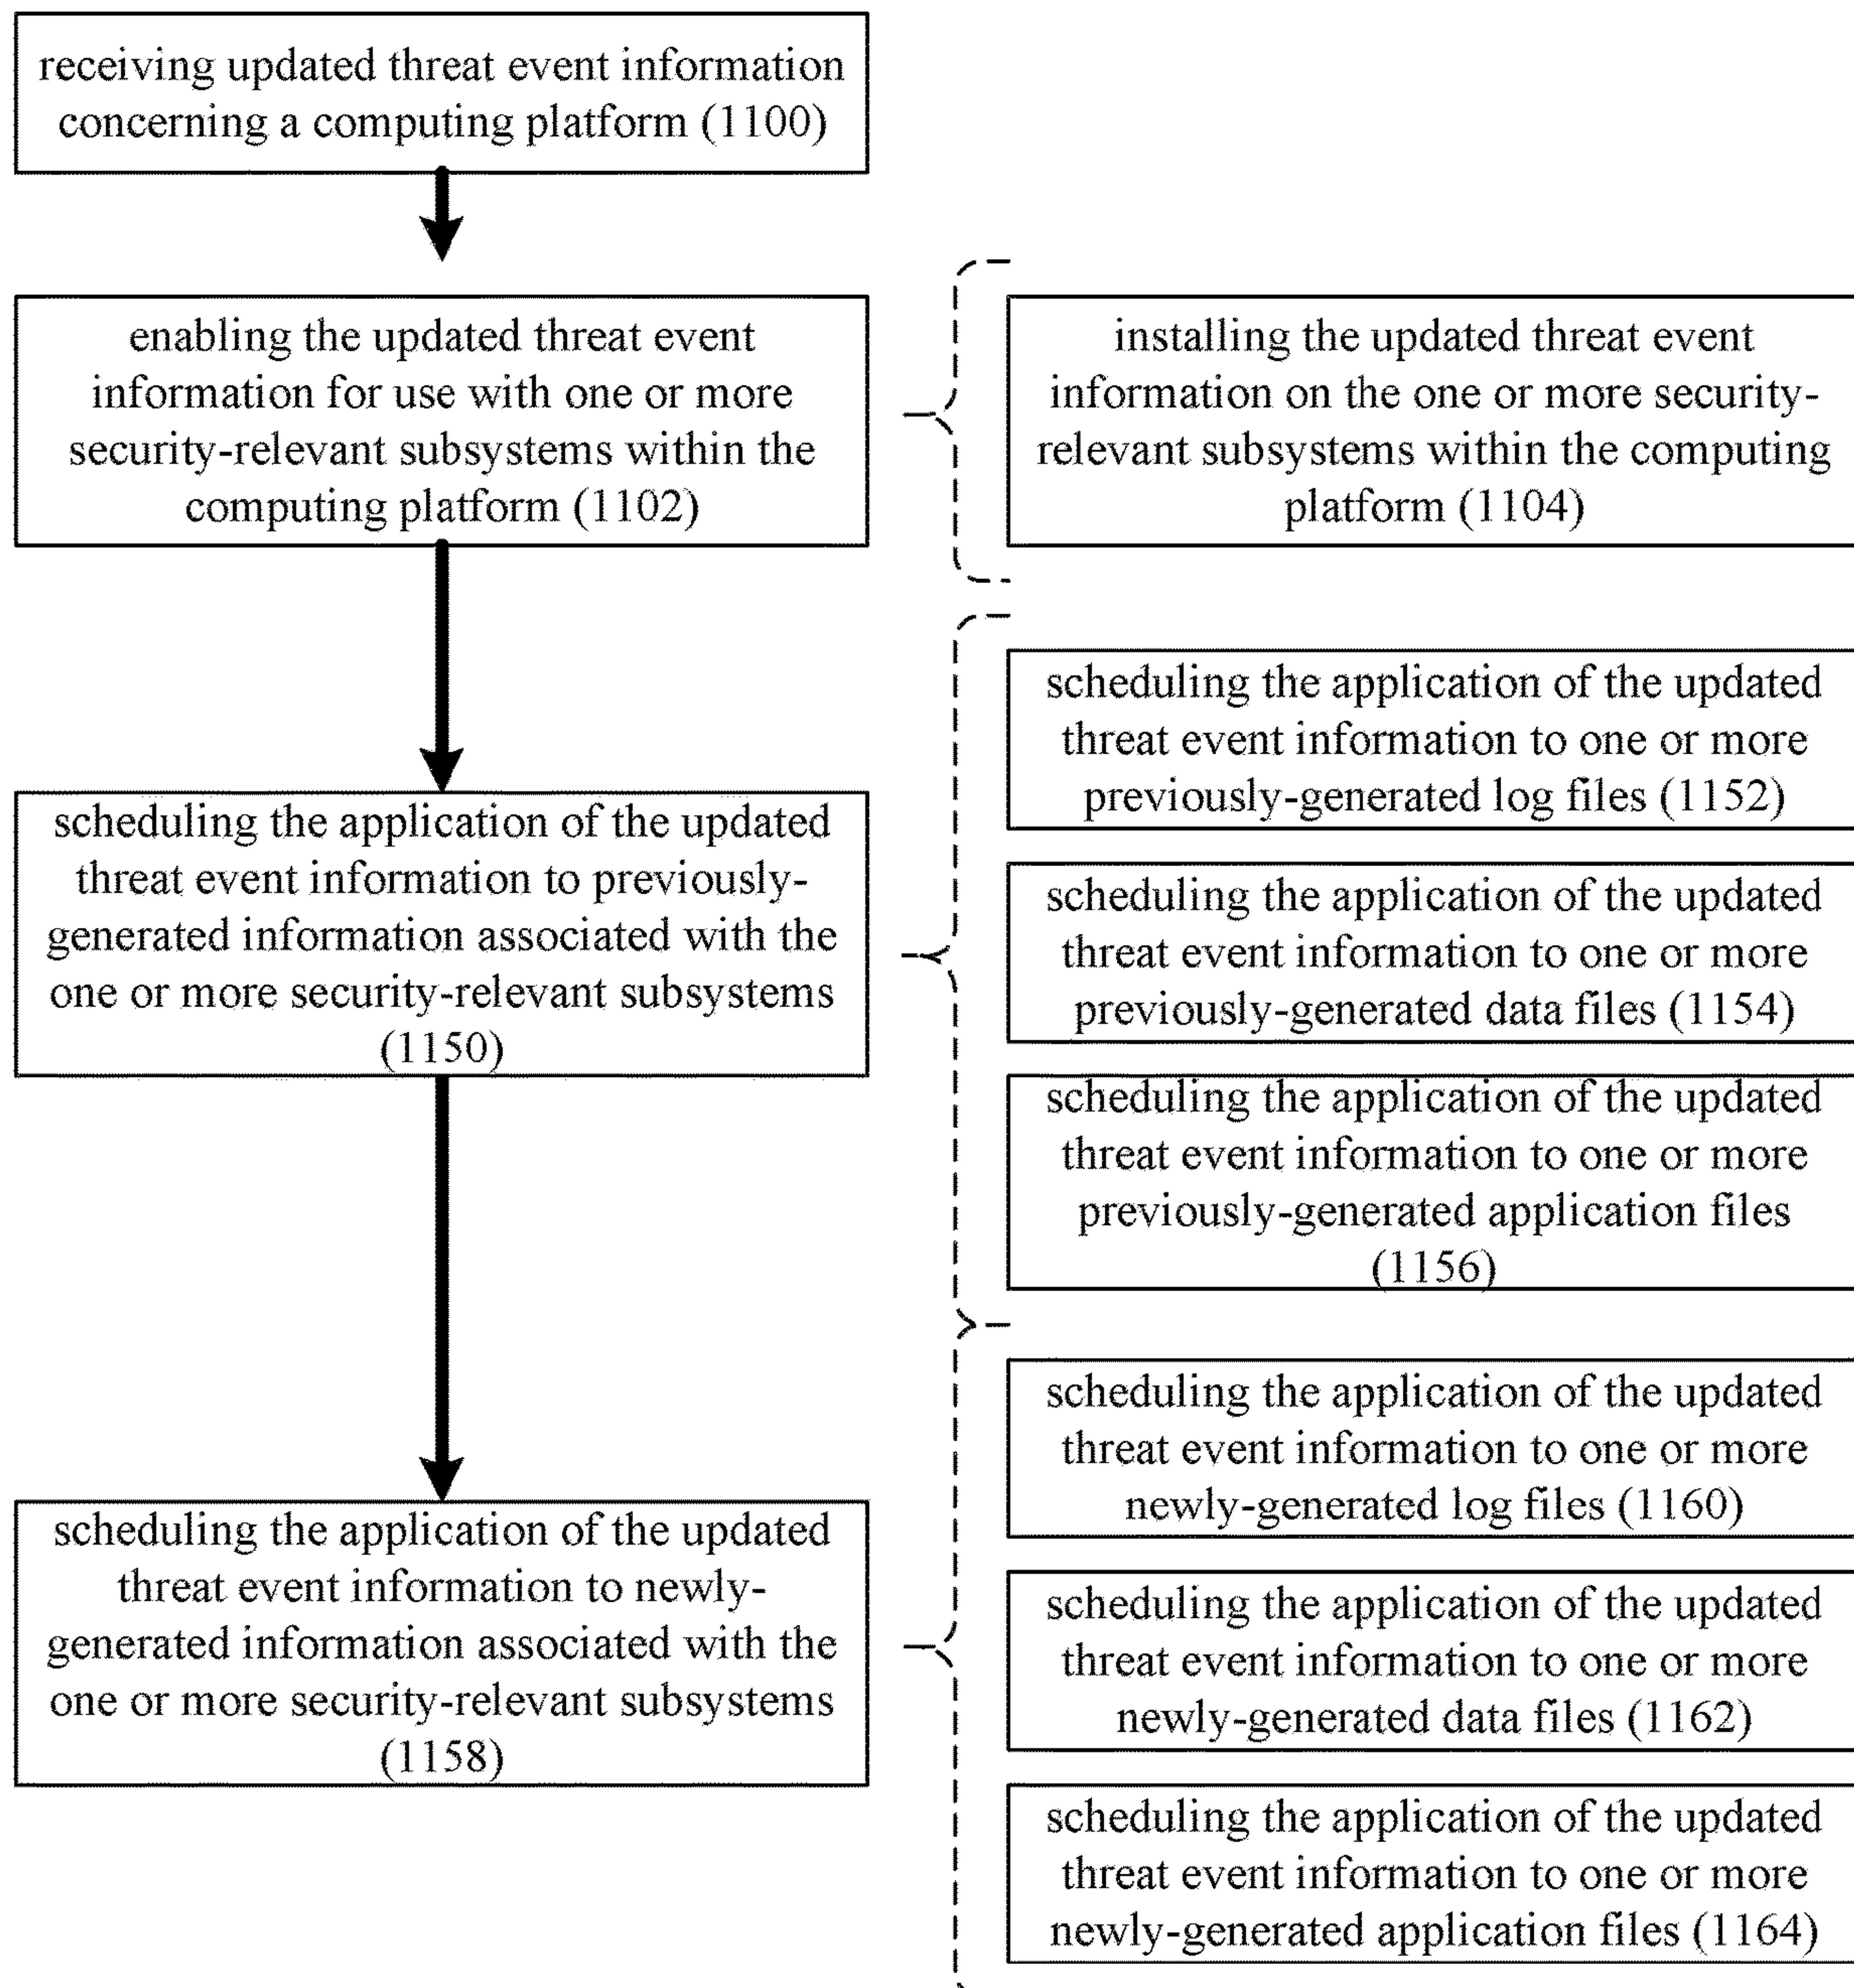 receiving updated threat event information
concerning a computing platform (1100)
enabling the updated threat event
information for use with one or more
security-relevant subsystems within the
computing platform (1102)
installing the updated threat event
information on the one or more security-
relevant subsystems within the computing
platform (1104)
scheduling the application of the updated
threat event information to previously-
generated information associated with the
one or more security-relevant subsystems
(1150)
scheduling the application of the updated
threat event information to one or more
previously-generated log files (1152)
scheduling the application of the updated
threat event information to one or more
previously-generated data files (1154)
scheduling the application of the updated
threat event information to one or more
previously-generated application files
(1156)
scheduling the application of the updated
threat event information to newly-
generated information associated with the
one or more security-relevant subsystems
(1158)
scheduling the application of the updated
threat event information to one or more
newly-generated log files (1160)
scheduling the application of the updated
threat event information to one or more
newly-generated data files (1162)
scheduling the application of the updated
threat event information to one or more
newly-generated application files (1164)